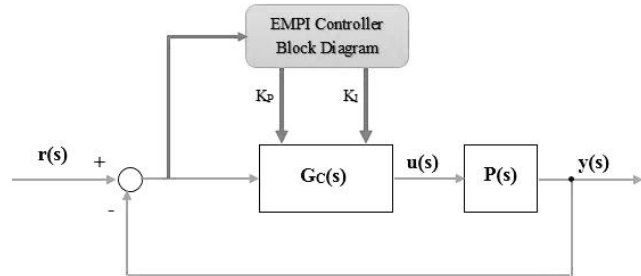 EMPI Controller
Block Diagram
KP
KI
r(s)
+
-
GC(s)
u(s)
P(s)
y(s)